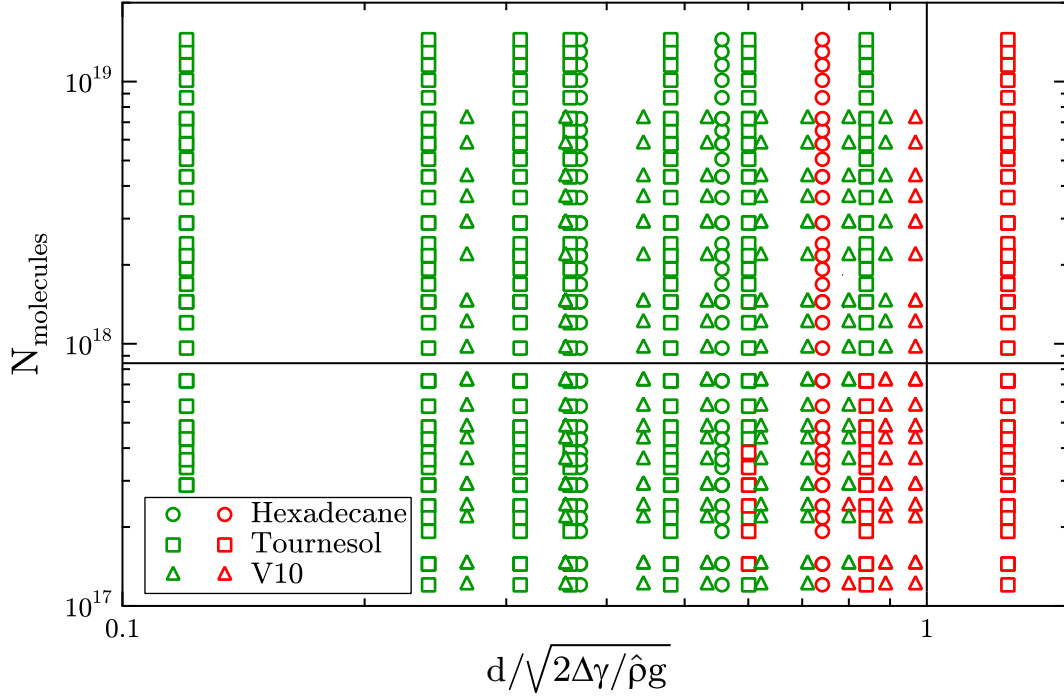 N_molecules
10^19
10^18
10^17
Hexadecane
Tournesol
V10
0.1
1
d/√2Δγ/ρ̂g